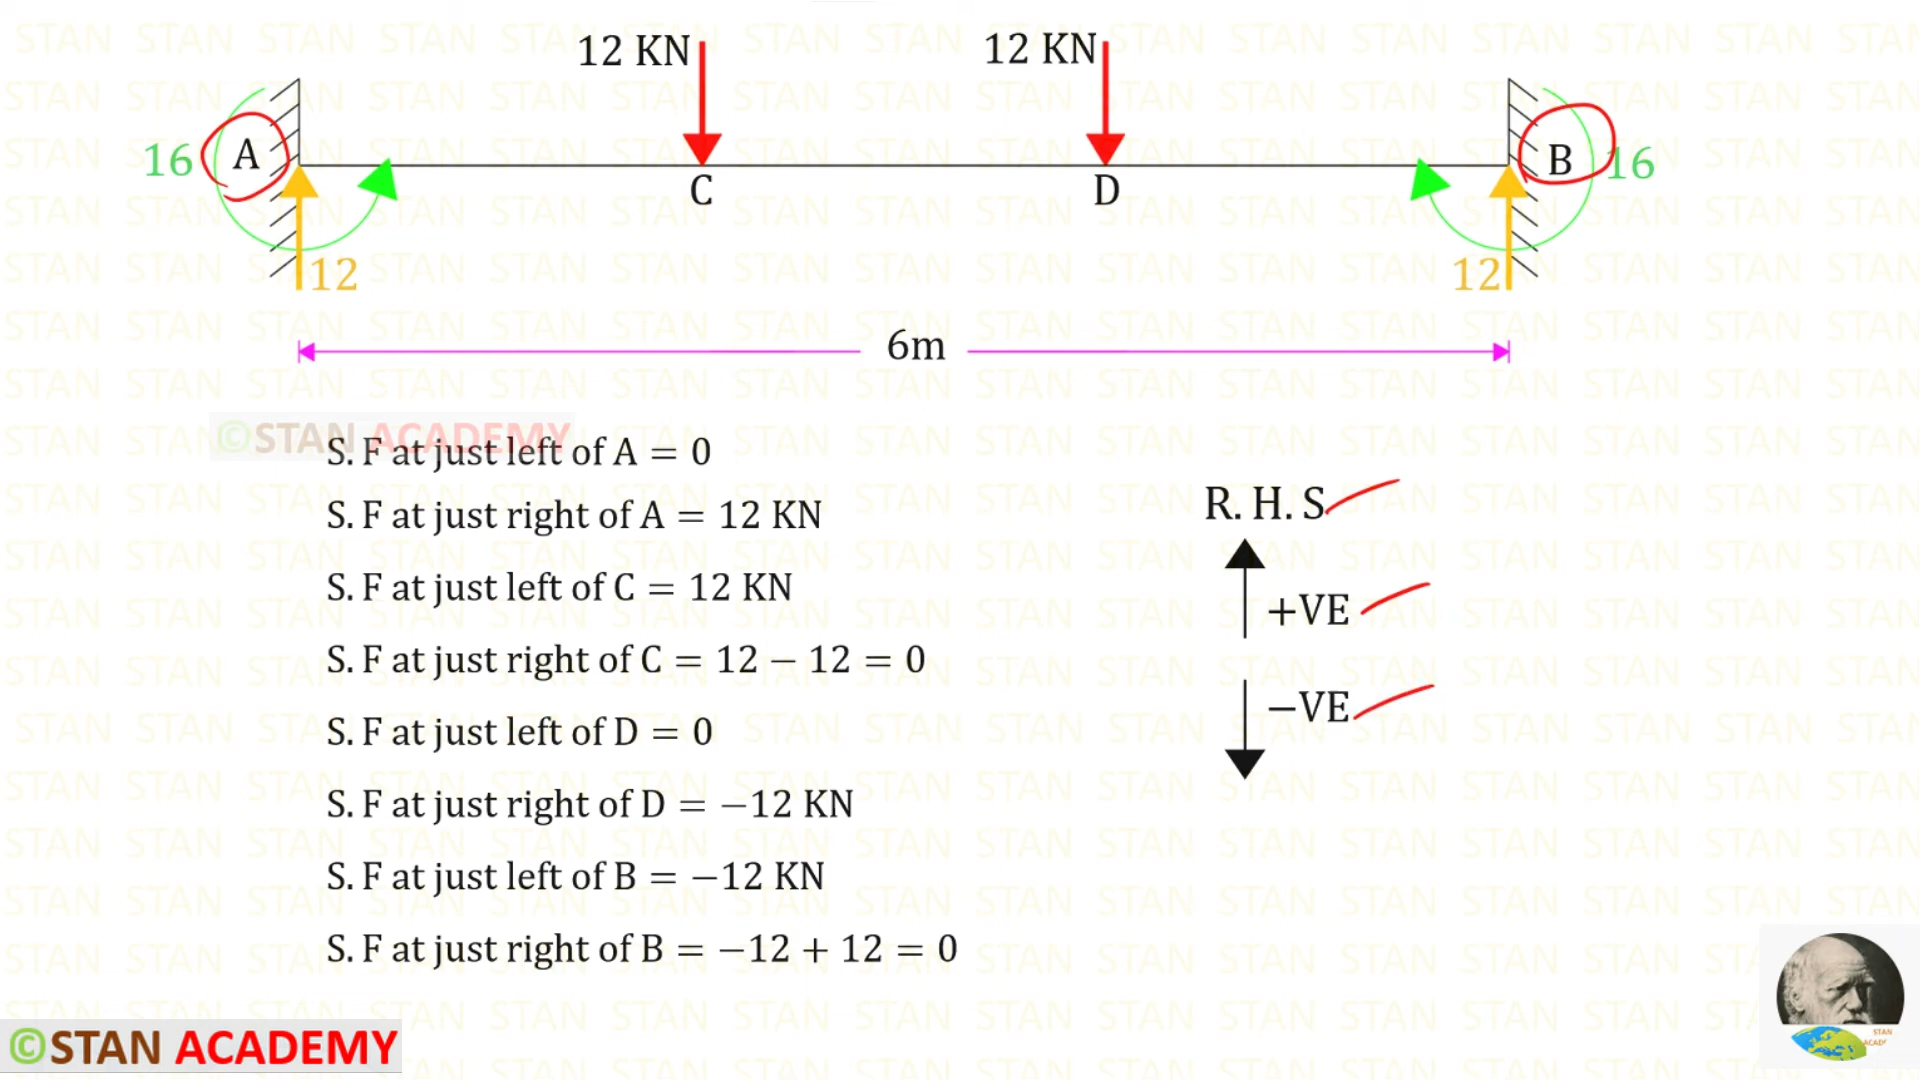 12 KN
12 KN
16
A
B
16
C
D
12
12
6m
©STAN ACADEMY
S. F at just left of A = 0
S. F at just right of A = 12 KN
S. F at just left of C = 12 KN
S. F at just right of C = 12 − 12 = 0
S. F at just left of D = 0
S. F at just right of D = −12 KN
S. F at just left of B = −12 KN
S. F at just right of B = −12 + 12 = 0
R. H. S
+VE
−VE
©STAN ACADEMY
STAN